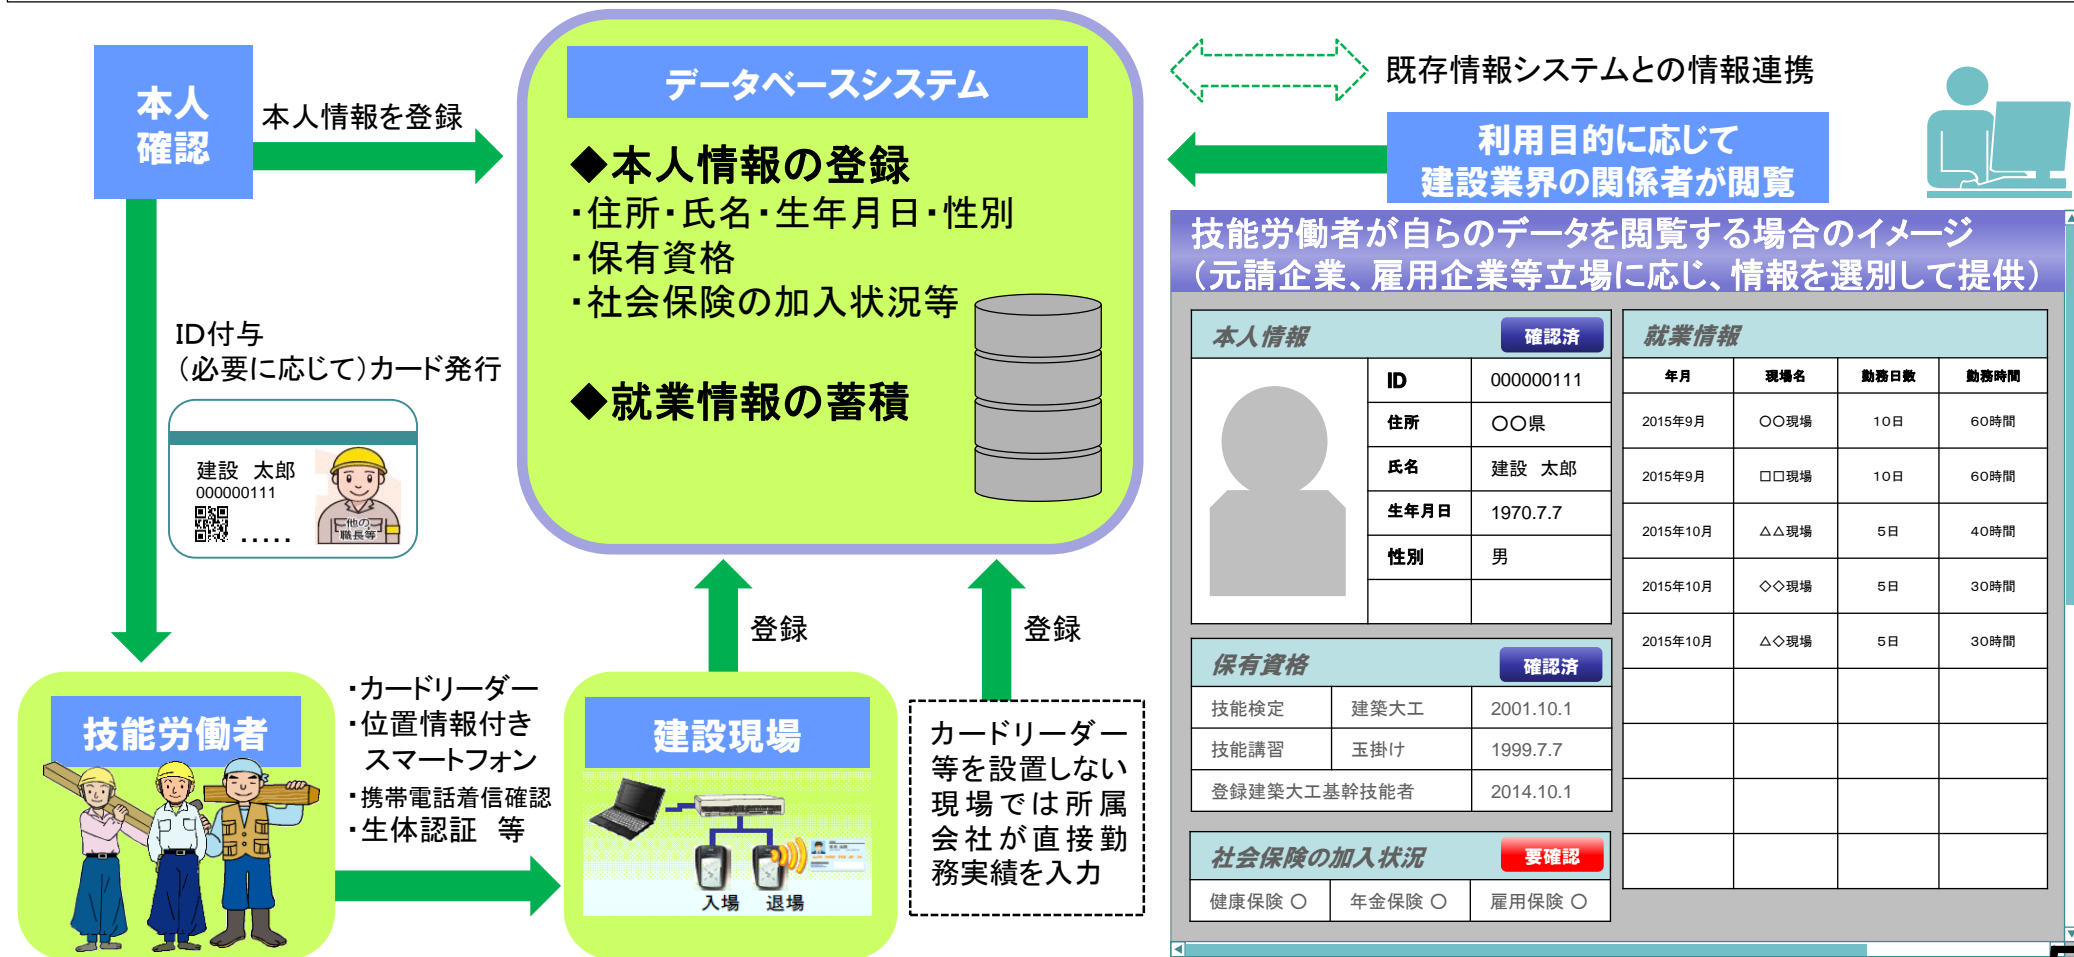 本人
確認
本人情報を登録
ID付与
（必要に応じて）カード発行
建設　太郎
000000111
.....
他の
職長等
データベースシステム
◆本人情報の登録
・住所・氏名・生年月日・性別
・保有資格
・社会保険の加入状況等
◆就業情報の蓄積
既存情報システムとの情報連携
利用目的に応じて
建設業界の関係者が閲覧
技能労働者
・カードリーダー
・位置情報付き
スマートフォン
・携帯電話着信確認
・生体認証　等
建設現場
入場　退場
登録
登録
カードリーダー
等を設置しない
現場では所属
会社が直接勤
務実績を入力
技能労働者が自らのデータを閲覧する場合のイメージ
（元請企業、雇用企業等立場に応じ、情報を選別して提供）
本人情報　確認済
ID　000000111
住所　〇〇県
氏名　建設　太郎
生年月日　1970.7.7
性別　男
保有資格　確認済
技能検定　建築大工　2001.10.1
技能講習　玉掛け　1999.7.7
登録建築大工基幹技能者　2014.10.1
社会保険の加入状況　要確認
健康保険 〇　年金保険 〇　雇用保険 〇
就業情報
年月　現場名　勤務日数　勤務時間
2015年9月　〇〇現場　10日　60時間
2015年9月　□□現場　10日　60時間
2015年10月　△△現場　5日　40時間
2015年10月　◇◇現場　5日　30時間
2015年10月　△◇現場　5日　30時間